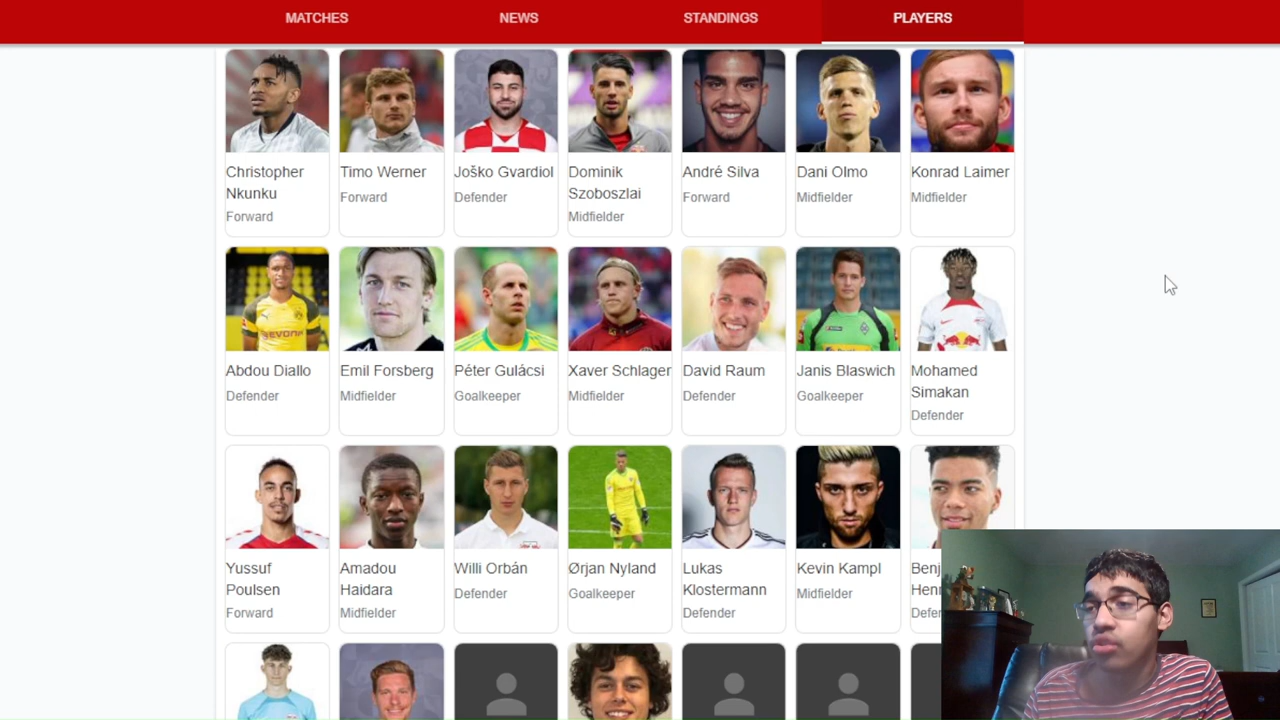 MATCHES
NEWS
STANDINGS
PLAYERS
Christopher
Nkunku
Forward
Timo Werner
Forward
Joško Gvardiol
Defender
Dominik
Szoboszlai
Midfielder
André Silva
Forward
Dani Olmo
Midfielder
Konrad Laimer
Midfielder
Abdou Diallo
Defender
Emil Forsberg
Midfielder
Péter Gulácsi
Goalkeeper
Xaver Schlager
Midfielder
David Raum
Defender
Janis Blaswich
Goalkeeper
Mohamed
Simakan
Defender
Yussuf
Poulsen
Forward
Amadou
Haidara
Midfielder
Willi Orbán
Defender
Ørjan Nyland
Goalkeeper
Lukas
Klostermann
Defender
Kevin Kampl
Midfielder
Benj
Hen
Defe